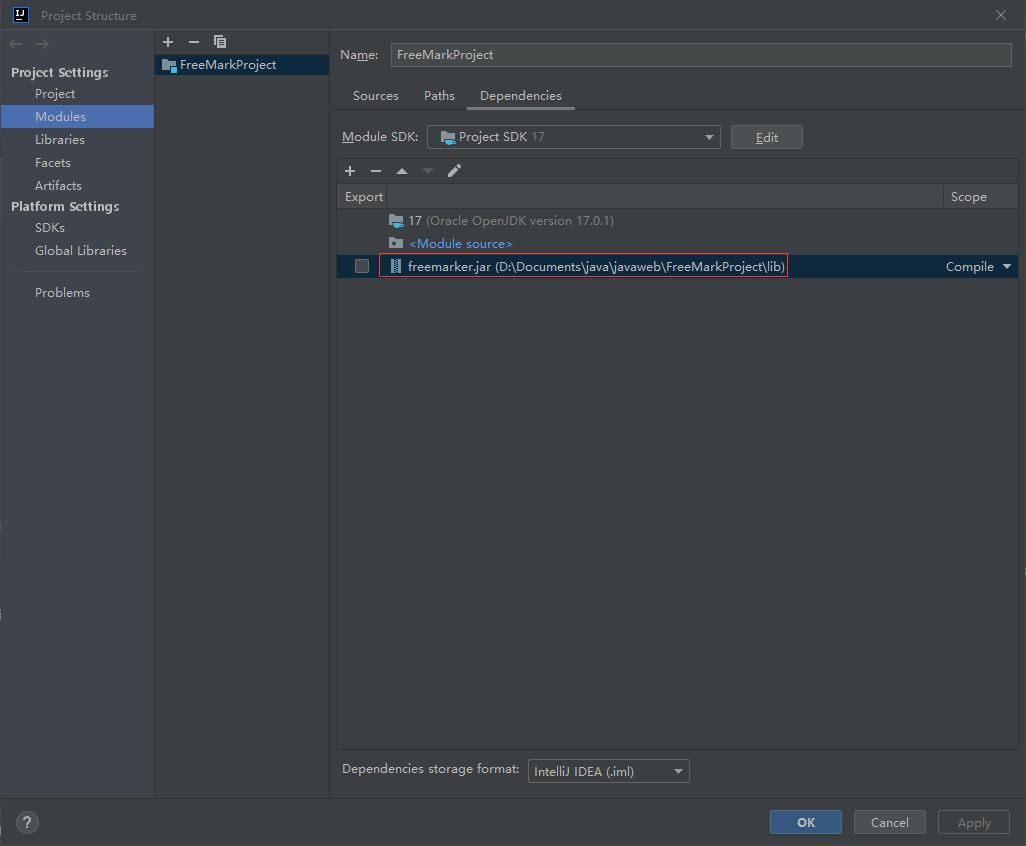 Project Structure
Project Settings
Project
Modules
Libraries
Facets
Artifacts
Platform Settings
SDKs
Global Libraries
Problems
FreeMarkProject
Name: FreeMarkProject
Sources Paths Dependencies
Module SDK: Project SDK 17 Edit
Export Scope
17 (Oracle OpenJDK version 17.0.1)
<Module source>
freemarker.jar (D:\Documents\java\javaweb\FreeMarkProject\lib) Compile
Dependencies storage format: IntelliJ IDEA (.iml)
? OK Cancel Apply